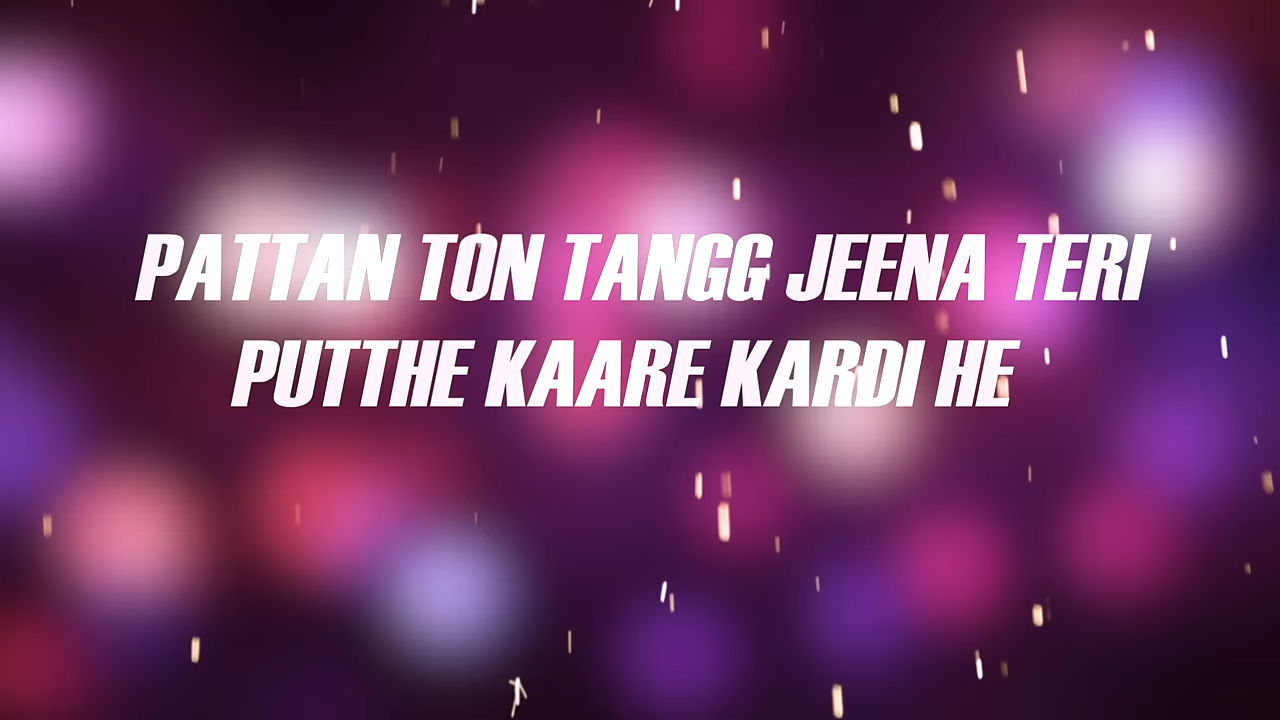 PATTAN TON TANGG JEENA TERI
PUTTHE KAARE KARDI HE